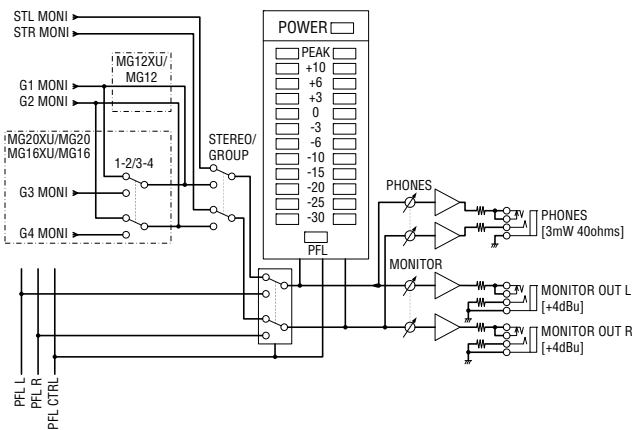 STL MONI
STR MONI
MG12XU/
MG12
G1 MONI
G2 MONI
MG20XU/MG20
MG16XU/MG16
1-2/3-4
G3 MONI
G4 MONI
STEREO/
GROUP
POWER
PEAK
+10
+6
+3
0
-3
-6
-10
-15
-20
-25
-30
PFL
PHONES
PHONES
[3mW 40ohms]
MONITOR
MONITOR OUT L
[+4dBu]
MONITOR OUT R
[+4dBu]
PFL L
PFL R
PFL CTRL